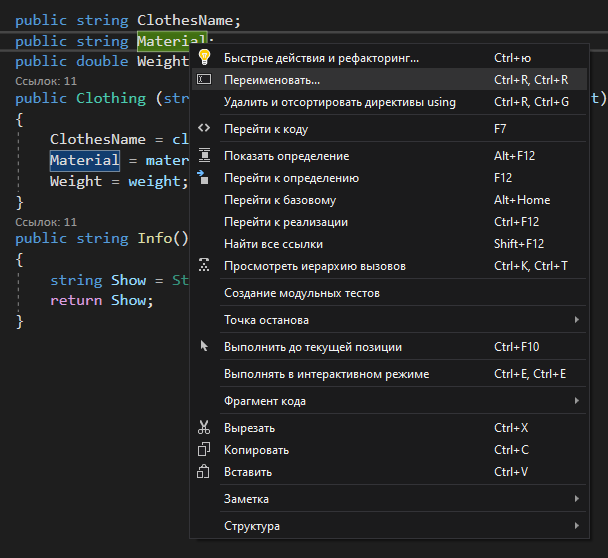 public string ClothesName;
public string Material;
public double Weight
Ссылок: 11
public Clothing (str
t)
{
ClothesName = cl
Material = mater
Weight = weight;
}
Ссылок: 11
public string Info()
{
string Show = St
return Show;
}
Быстрые действия и рефакторинг... Ctrl+ю
Переименовать... Ctrl+R, Ctrl+R
Удалить и отсортировать директивы using Ctrl+R, Ctrl+G
Перейти к коду F7
Показать определение Alt+F12
Перейти к определению F12
Перейти к базовому Alt+Home
Перейти к реализации Ctrl+F12
Найти все ссылки Shift+F12
Просмотреть иерархию вызовов Ctrl+K, Ctrl+T
Создание модульных тестов
Точка останова
Выполнить до текущей позиции Ctrl+F10
Выполнять в интерактивном режиме Ctrl+E, Ctrl+E
Фрагмент кода
Вырезать Ctrl+X
Копировать Ctrl+C
Вставить Ctrl+V
Заметка
Структура